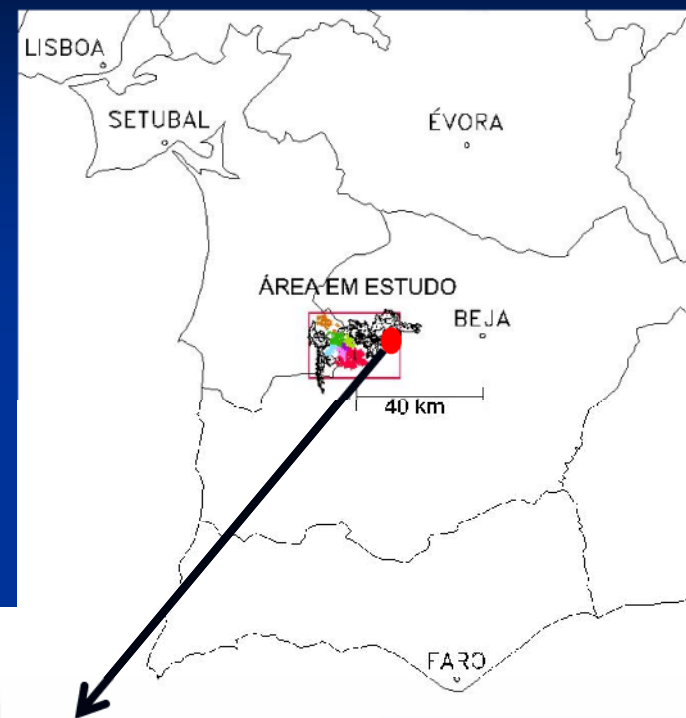 LISBOA
SETUBAL
ÉVORA
ÁREA EM ESTUDO
BEJA
40 km
FARO